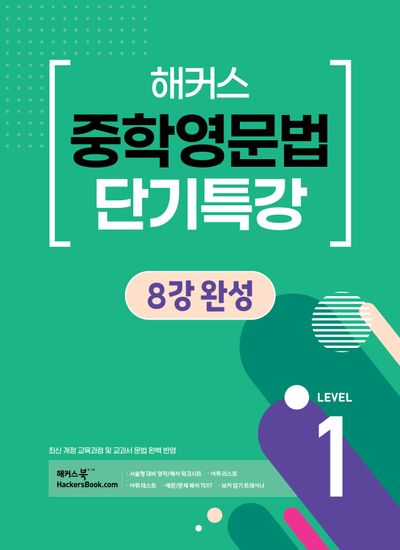 해커스
중학영문법
단기특강
8강 완성
LEVEL
1
최신 개정 교육과정 및 교과서 문법 완벽 반영
해커스북
HackersBook.com
· 서술형 대비 영작/해석 워크시트 · 어휘 리스트
· 어휘 테스트 · 예문/문제 해석 TEXT · 보카 암기 트레이너